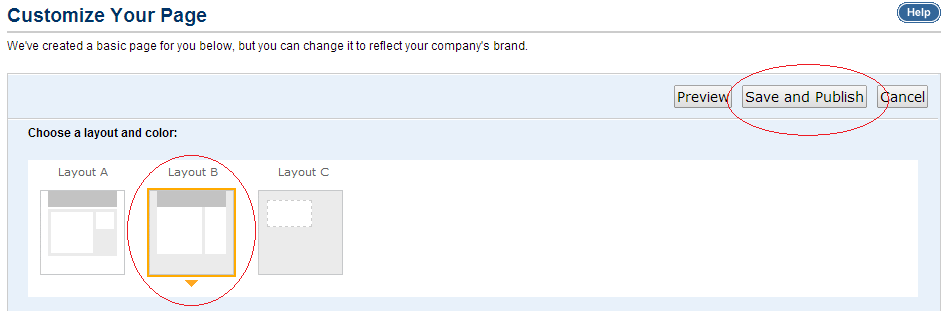 Customize Your Page
Help
We've created a basic page for you below, but you can change it to reflect your company's brand.
Preview Save and Publish Cancel
Choose a layout and color:
Layout A Layout B Layout C